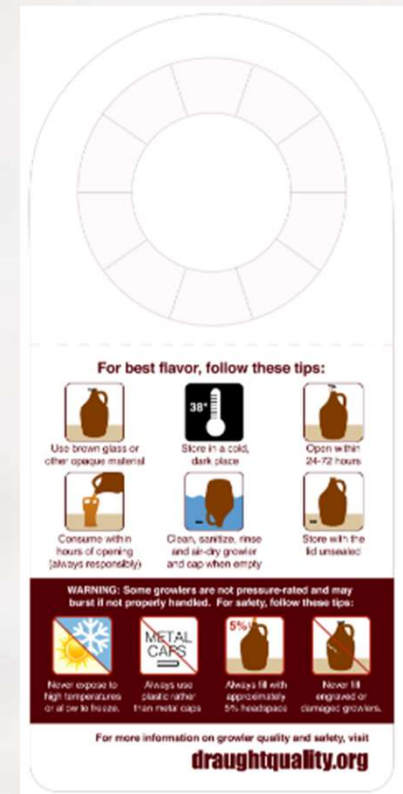 For best flavor, follow these tips:
38°
Use brown glass or
other opaque material
Store in a cold,
dark place
Open within
24-72 hours
Consume within
hours of opening
(always responsibly)
Clean, sanitize, rinse
and air-dry growler
and cap when empty
Store with the
lid unsealed
WARNING: Some growlers are not pressure-rated and may
burst if not properly handled. For safety, follow these tips:
METAL
CAPS
5%
Never expose to
high temperatures
or allow to freeze.
Always use
plastic rather
than metal caps
Always fill with
approximately
5% headspace
Never fill
engraved or
damaged growlers.
For more information on growler quality and safety, visit
draughtquality.org